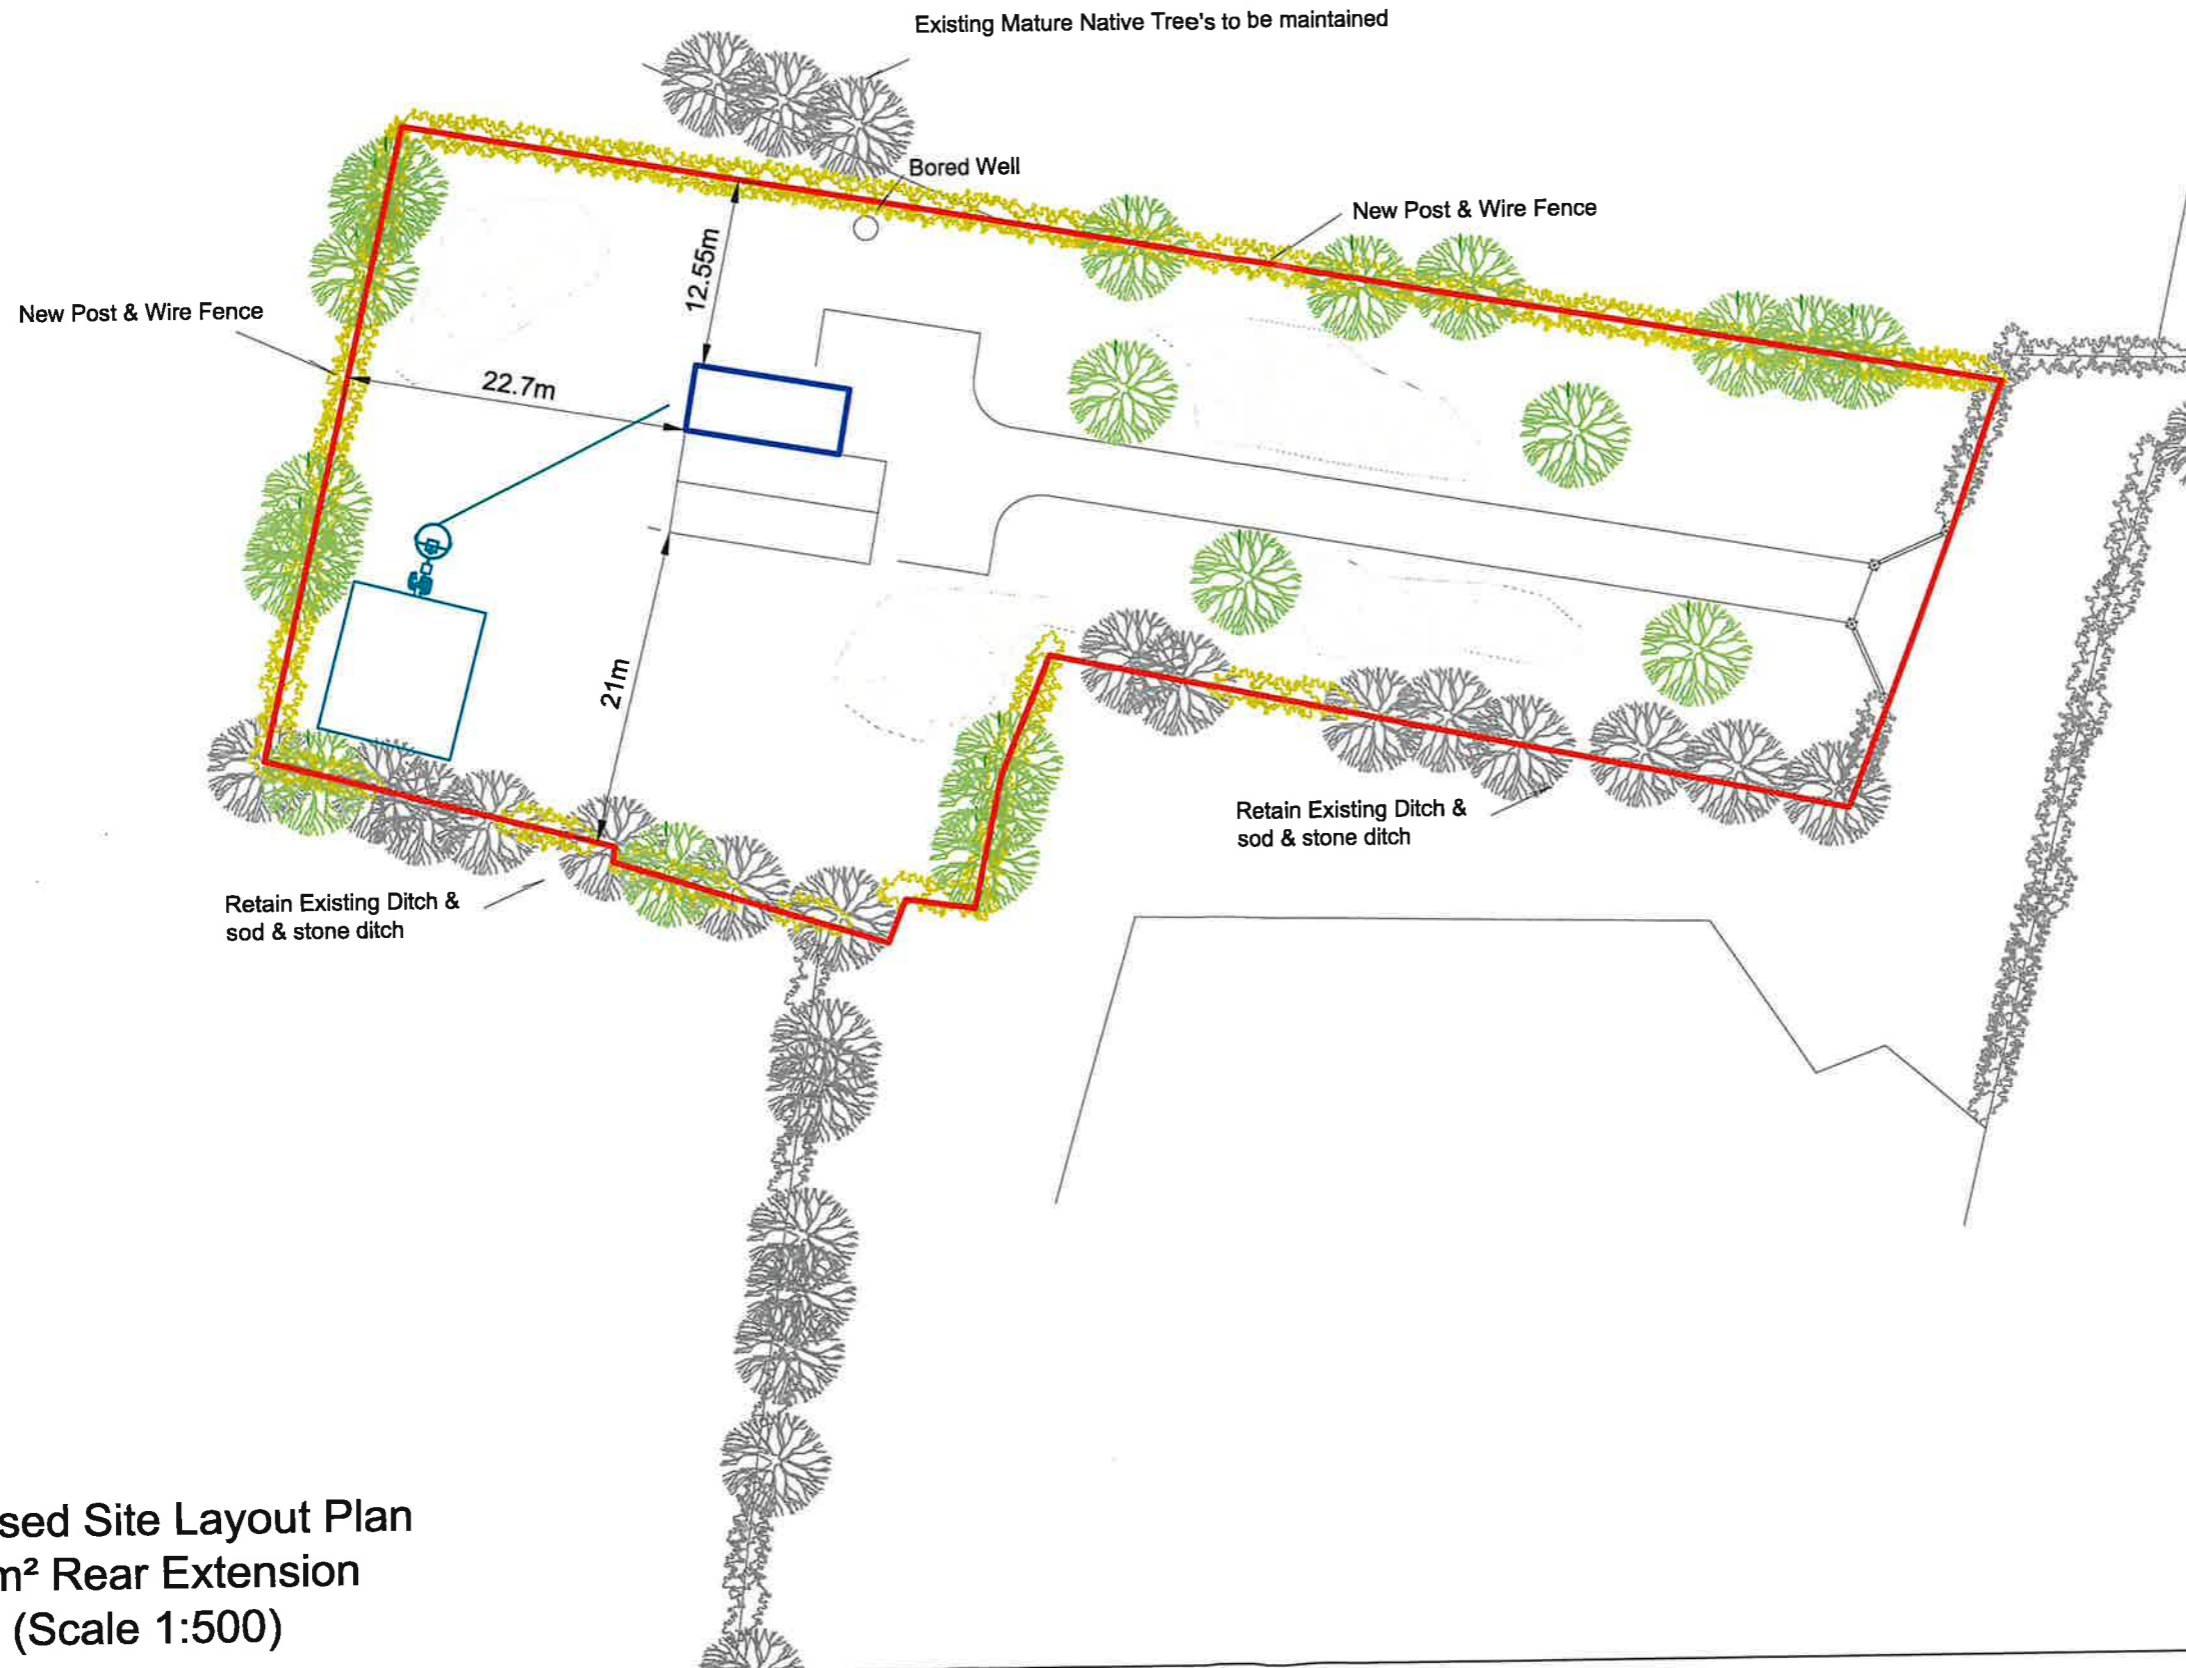 Existing Mature Native Tree's to be maintained
Bored Well
New Post & Wire Fence
12.55m
New Post & Wire Fence
22.7m
21m
Retain Existing Ditch &
sod & stone ditch
Retain Existing Ditch &
sod & stone ditch
sed Site Layout Plan
m² Rear Extension
(Scale 1:500)